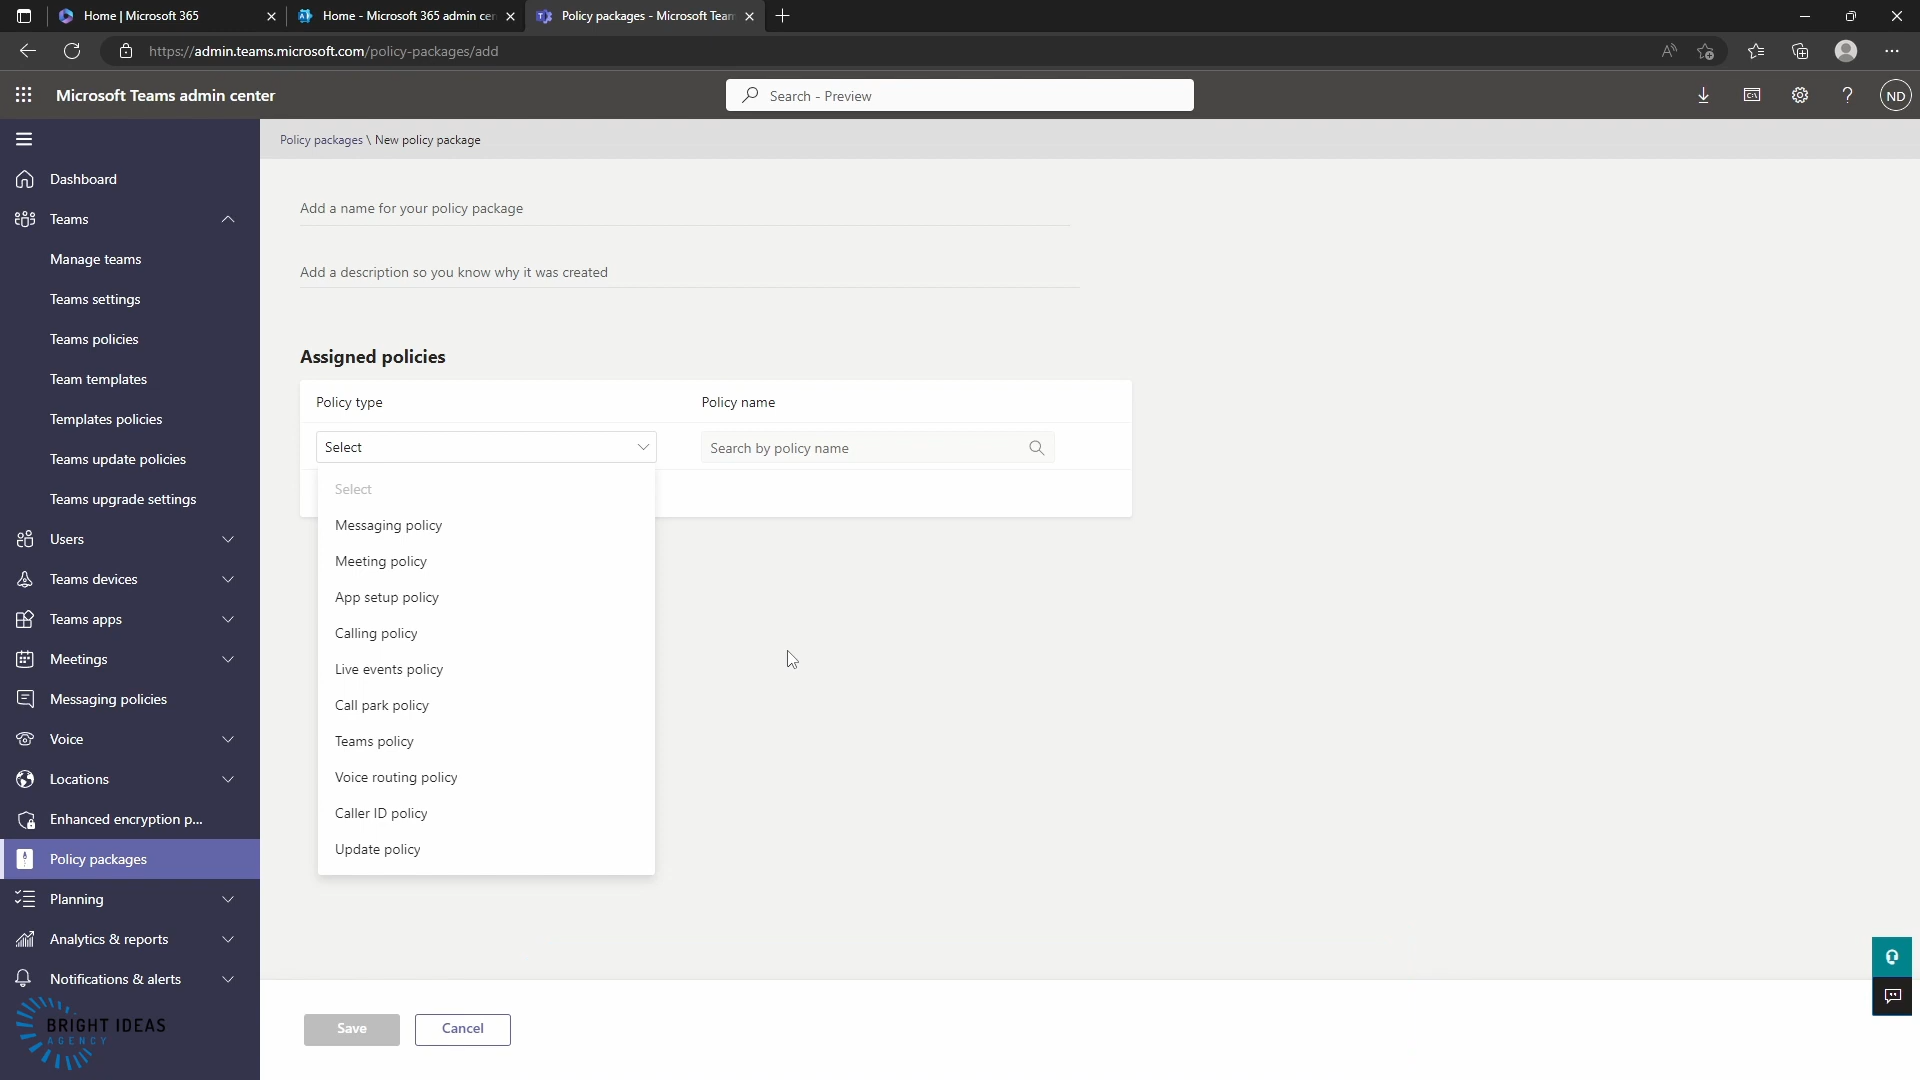 Home | Microsoft 365
Home - Microsoft 365 admin cen
Policy packages - Microsoft Team
https://admin.teams.microsoft.com/policy-packages/add
Microsoft Teams admin center
Search - Preview
ND
Policy packages \ New policy package
Dashboard
Teams
Manage teams
Teams settings
Teams policies
Team templates
Templates policies
Teams update policies
Teams upgrade settings
Users
Teams devices
Teams apps
Meetings
Messaging policies
Voice
Locations
Enhanced encryption p...
Policy packages
Planning
Analytics & reports
Notifications & alerts
BRIGHT IDEAS
AGENCY
Add a name for your policy package
Add a description so you know why it was created
Assigned policies
Policy type Policy name
Select Search by policy name
Select
Messaging policy
Meeting policy
App setup policy
Calling policy
Live events policy
Call park policy
Teams policy
Voice routing policy
Caller ID policy
Update policy
Save Cancel